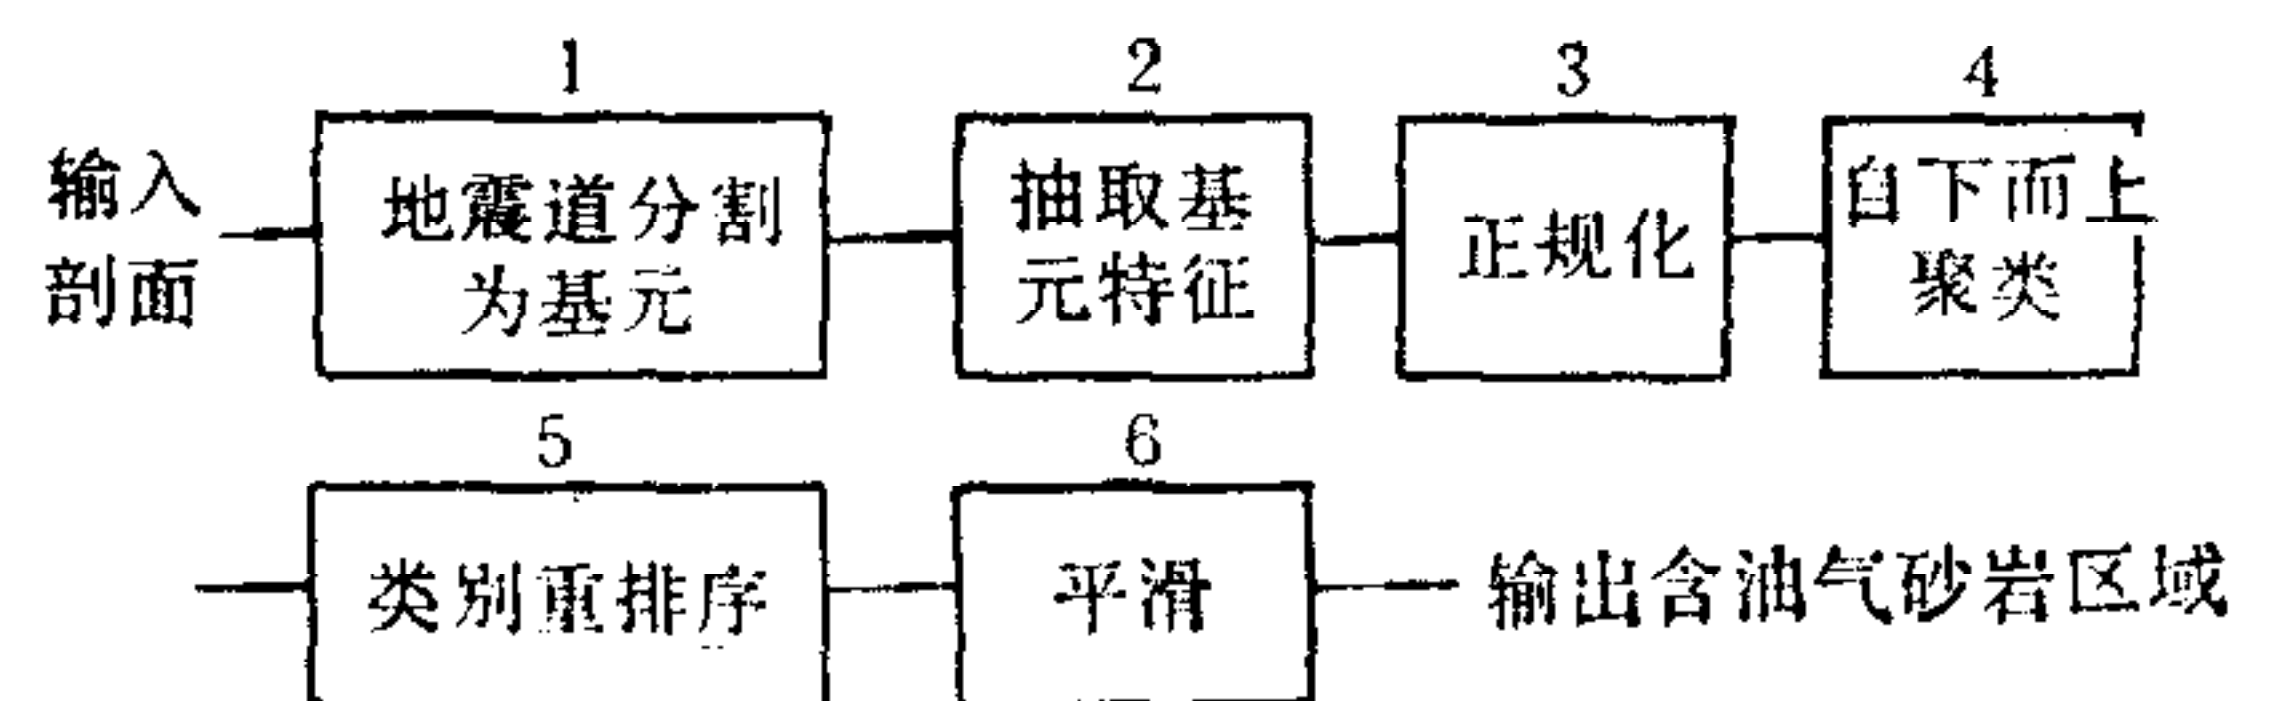 1
2
3
4
输入
剖面
地震道分割
为基元
抽取基
元特征
正规化
自下而上
聚类
5
6
类别重排序
平滑
输出含油气砂岩区域